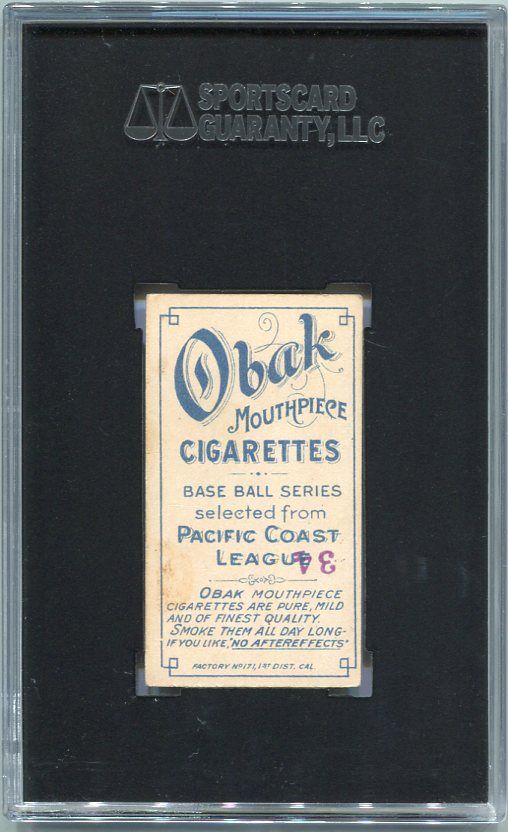 SPORTSCARD
GUARANTY, LLC
Obak
MOUTHPIECE
CIGARETTES
BASE BALL SERIES
selected from
PACIFIC COAST
LEAGUE
34
OBAK MOUTHPIECE
CIGARETTES ARE PURE, MILD
AND OF FINEST QUALITY.
SMOKE THEM ALL DAY LONG-
IF YOU LIKE, "NO AFTEREFFECTS"
FACTORY NO 171, 1ST DIST. CAL.